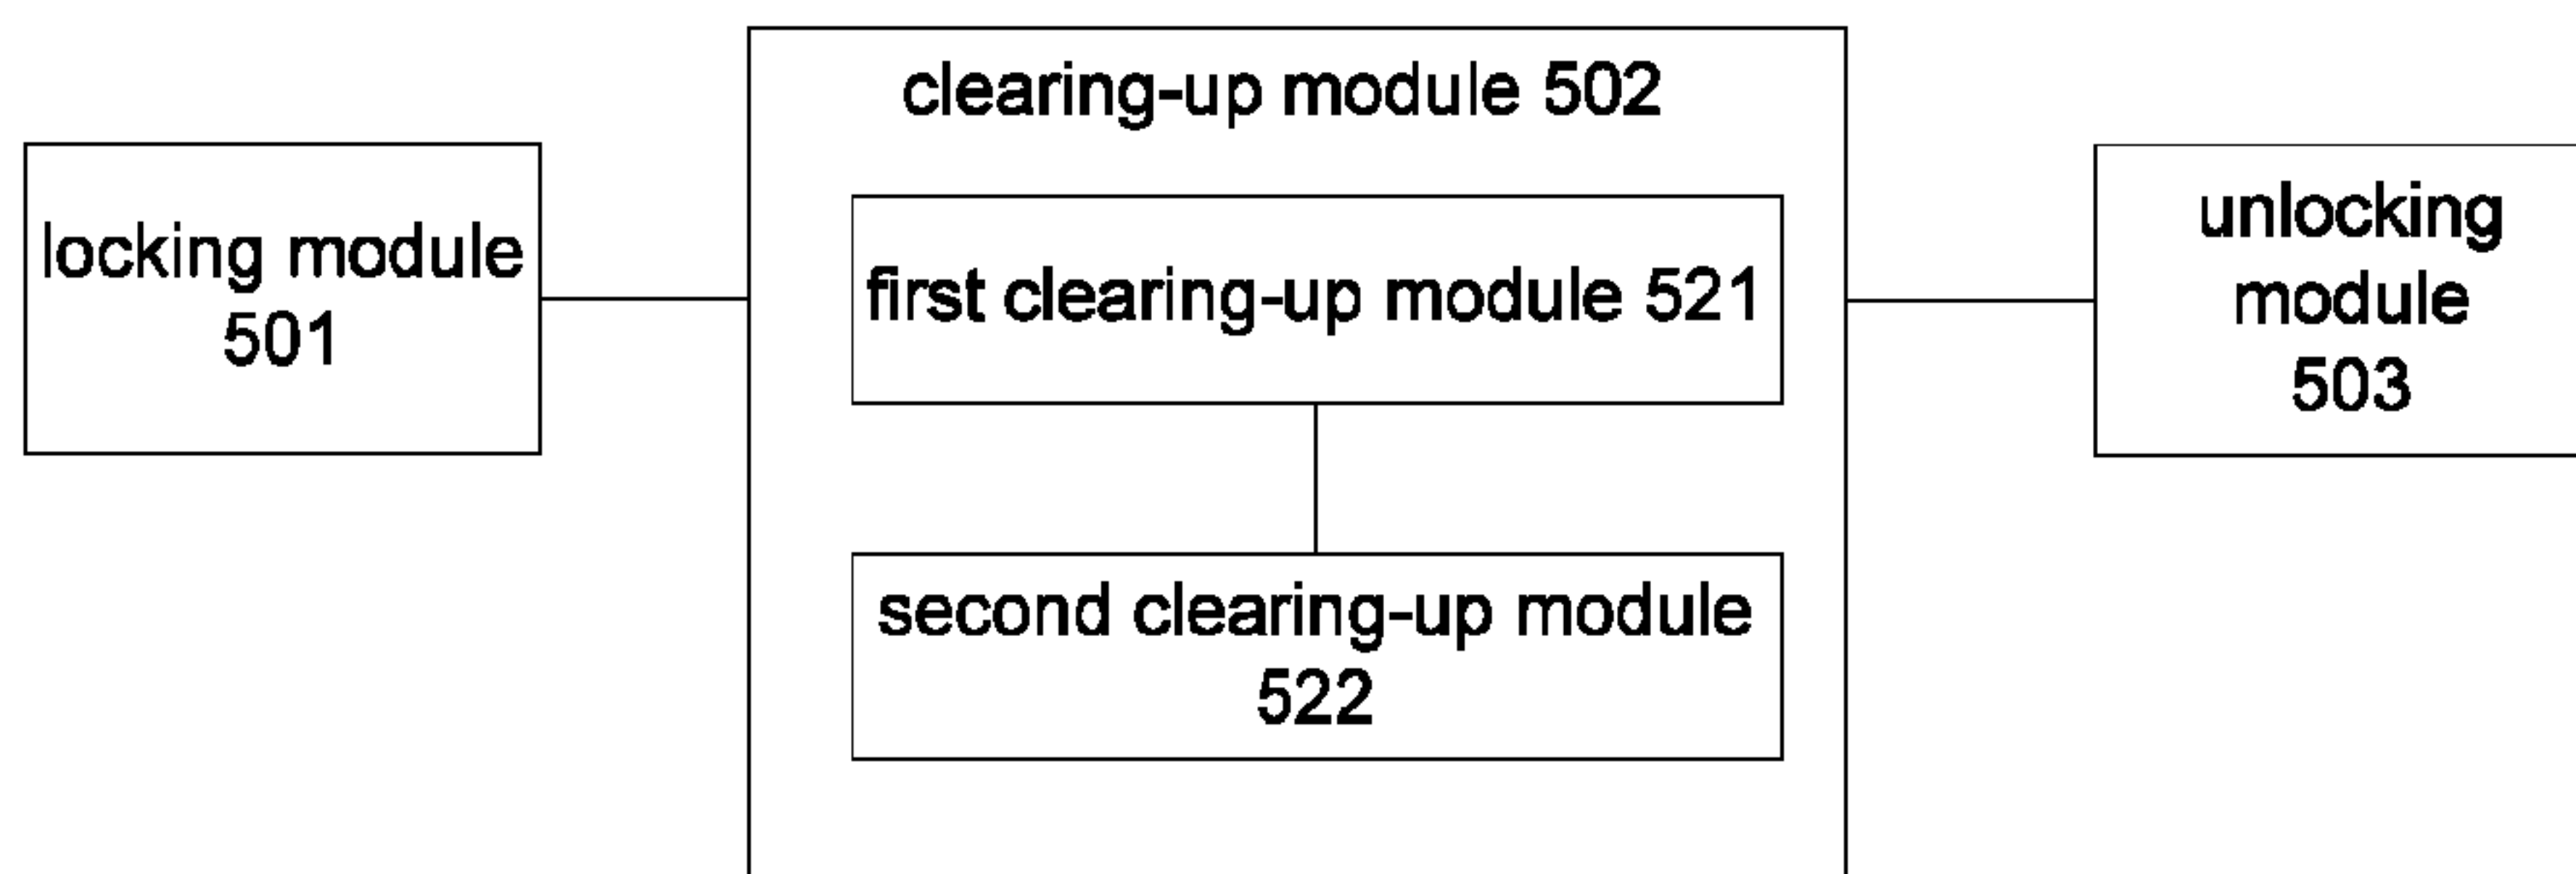 locking module
501
clearing-up module 502
first clearing-up module 521
second clearing-up module
522
unlocking
module
503